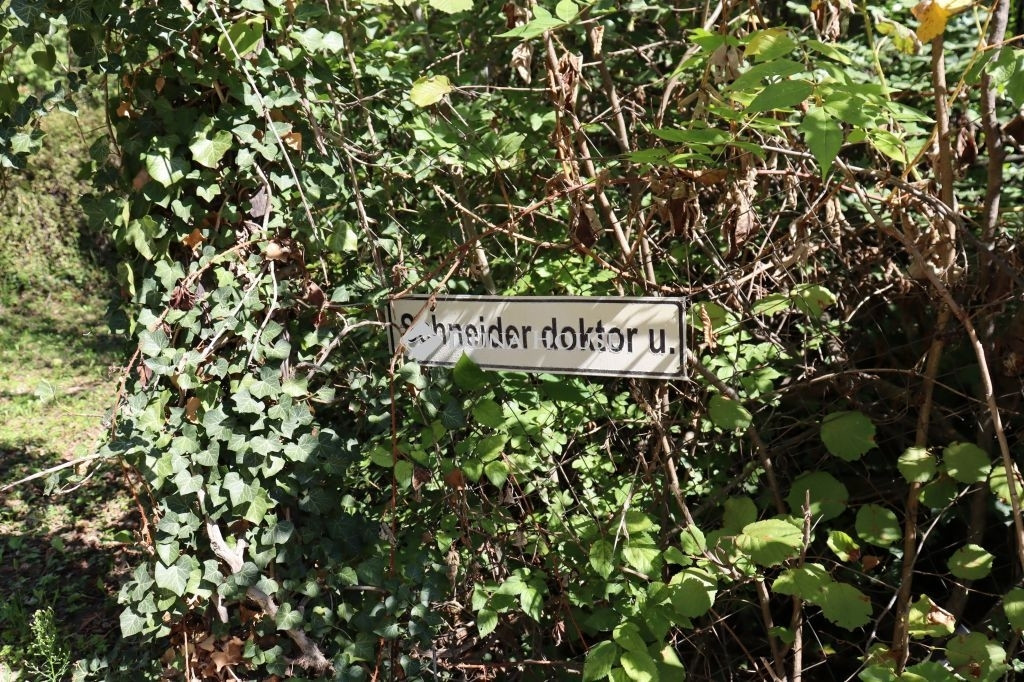 Schneider doktor u.